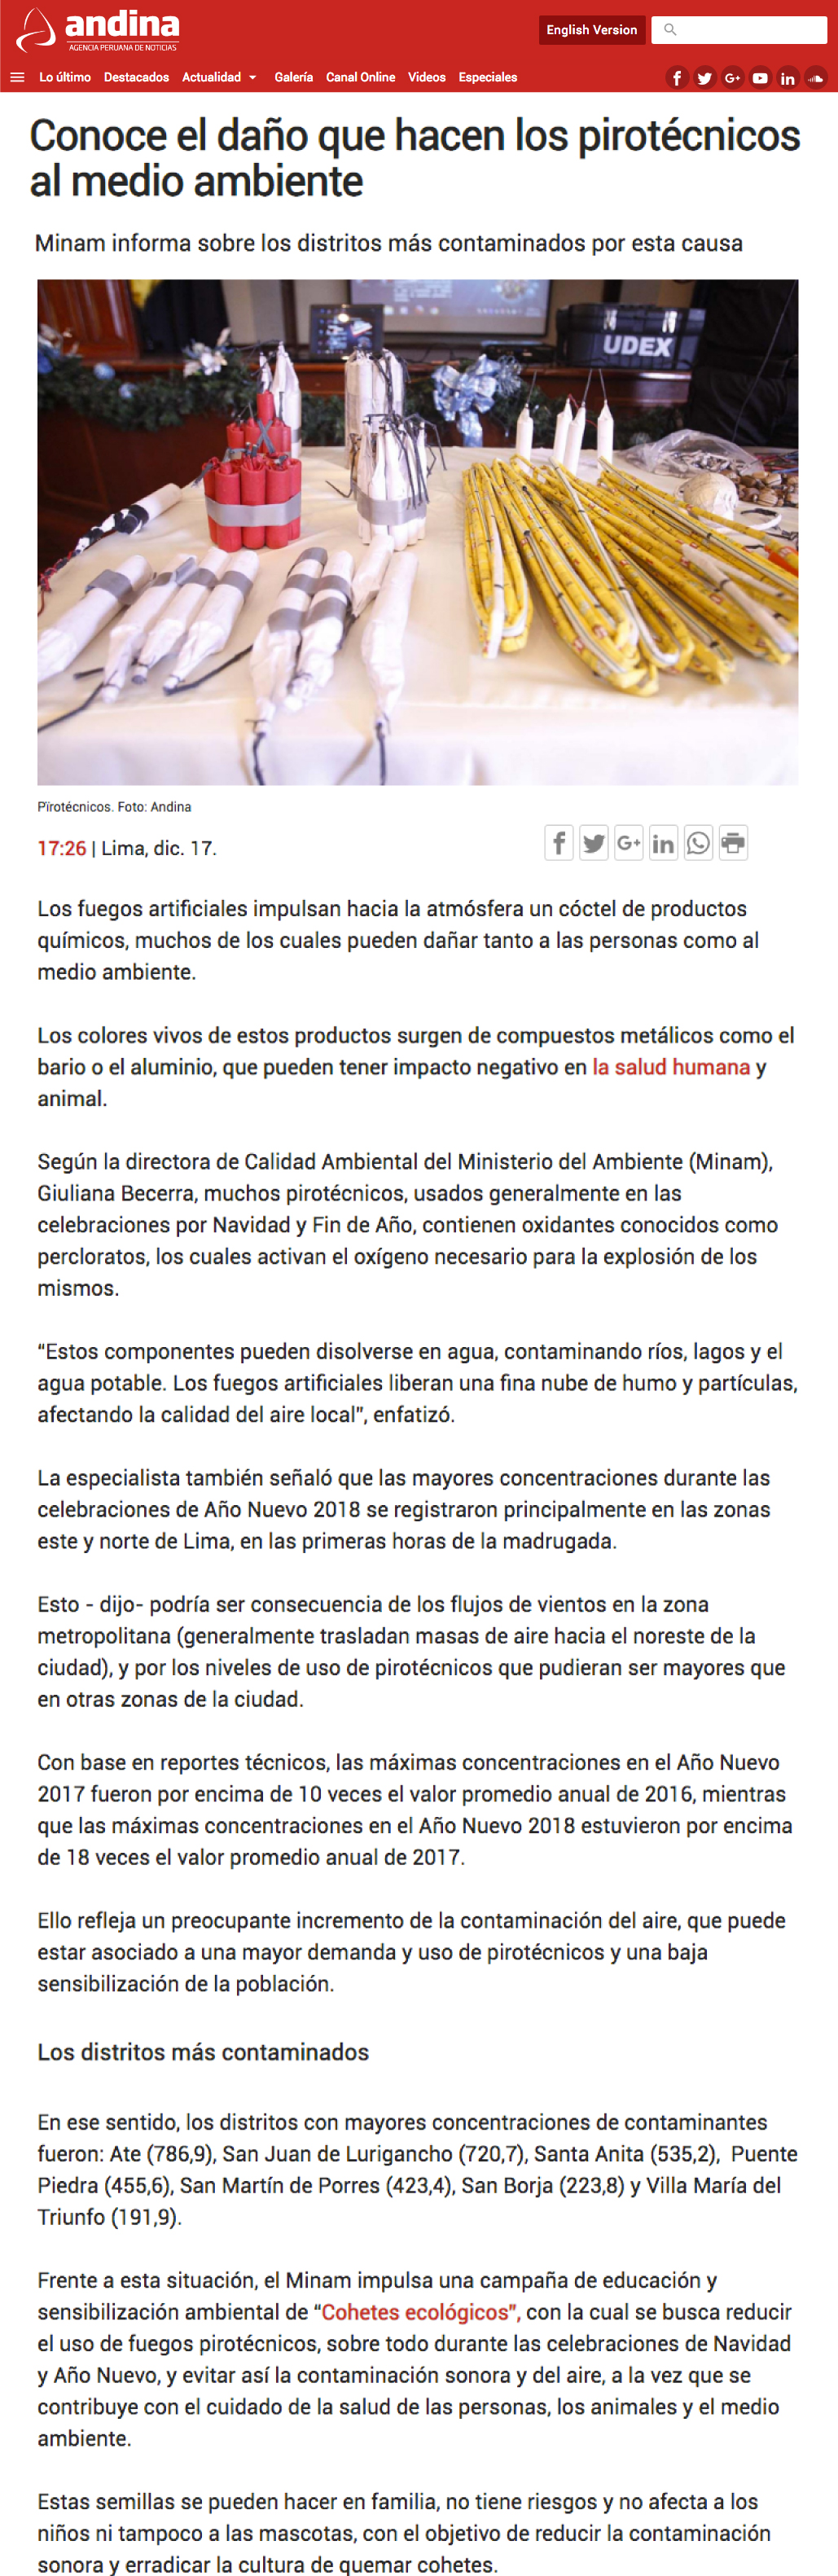 andina
AGENCIA PERUANA DE NOTICIAS
English Version
Lo último Destacados Actualidad Galería Canal Online Videos Especiales
Conoce el daño que hacen los pirotécnicos
al medio ambiente
Minam informa sobre los distritos más contaminados por esta causa
UDEX
Pïrotécnicos. Foto: Andina
17:26 | Lima, dic. 17.
Los fuegos artificiales impulsan hacia la atmósfera un cóctel de productos
químicos, muchos de los cuales pueden dañar tanto a las personas como al
medio ambiente.
Los colores vivos de estos productos surgen de compuestos metálicos como el
bario o el aluminio, que pueden tener impacto negativo en la salud humana y
animal.
Según la directora de Calidad Ambiental del Ministerio del Ambiente (Minam),
Giuliana Becerra, muchos pirotécnicos, usados generalmente en las
celebraciones por Navidad y Fin de Año, contienen oxidantes conocidos como
percloratos, los cuales activan el oxígeno necesario para la explosión de los
mismos.
“Estos componentes pueden disolverse en agua, contaminando ríos, lagos y el
agua potable. Los fuegos artificiales liberan una fina nube de humo y partículas,
afectando la calidad del aire local”, enfatizó.
La especialista también señaló que las mayores concentraciones durante las
celebraciones de Año Nuevo 2018 se registraron principalmente en las zonas
este y norte de Lima, en las primeras horas de la madrugada.
Esto - dijo- podría ser consecuencia de los flujos de vientos en la zona
metropolitana (generalmente trasladan masas de aire hacia el noreste de la
ciudad), y por los niveles de uso de pirotécnicos que pudieran ser mayores que
en otras zonas de la ciudad.
Con base en reportes técnicos, las máximas concentraciones en el Año Nuevo
2017 fueron por encima de 10 veces el valor promedio anual de 2016, mientras
que las máximas concentraciones en el Año Nuevo 2018 estuvieron por encima
de 18 veces el valor promedio anual de 2017.
Ello refleja un preocupante incremento de la contaminación del aire, que puede
estar asociado a una mayor demanda y uso de pirotécnicos y una baja
sensibilización de la población.
Los distritos más contaminados
En ese sentido, los distritos con mayores concentraciones de contaminantes
fueron: Ate (786,9), San Juan de Lurigancho (720,7), Santa Anita (535,2), Puente
Piedra (455,6), San Martín de Porres (423,4), San Borja (223,8) y Villa María del
Triunfo (191,9).
Frente a esta situación, el Minam impulsa una campaña de educación y
sensibilización ambiental de “Cohetes ecológicos”, con la cual se busca reducir
el uso de fuegos pirotécnicos, sobre todo durante las celebraciones de Navidad
y Año Nuevo, y evitar así la contaminación sonora y del aire, a la vez que se
contribuye con el cuidado de la salud de las personas, los animales y el medio
ambiente.
Estas semillas se pueden hacer en familia, no tiene riesgos y no afecta a los
niños ni tampoco a las mascotas, con el objetivo de reducir la contaminación
sonora y erradicar la cultura de quemar cohetes.